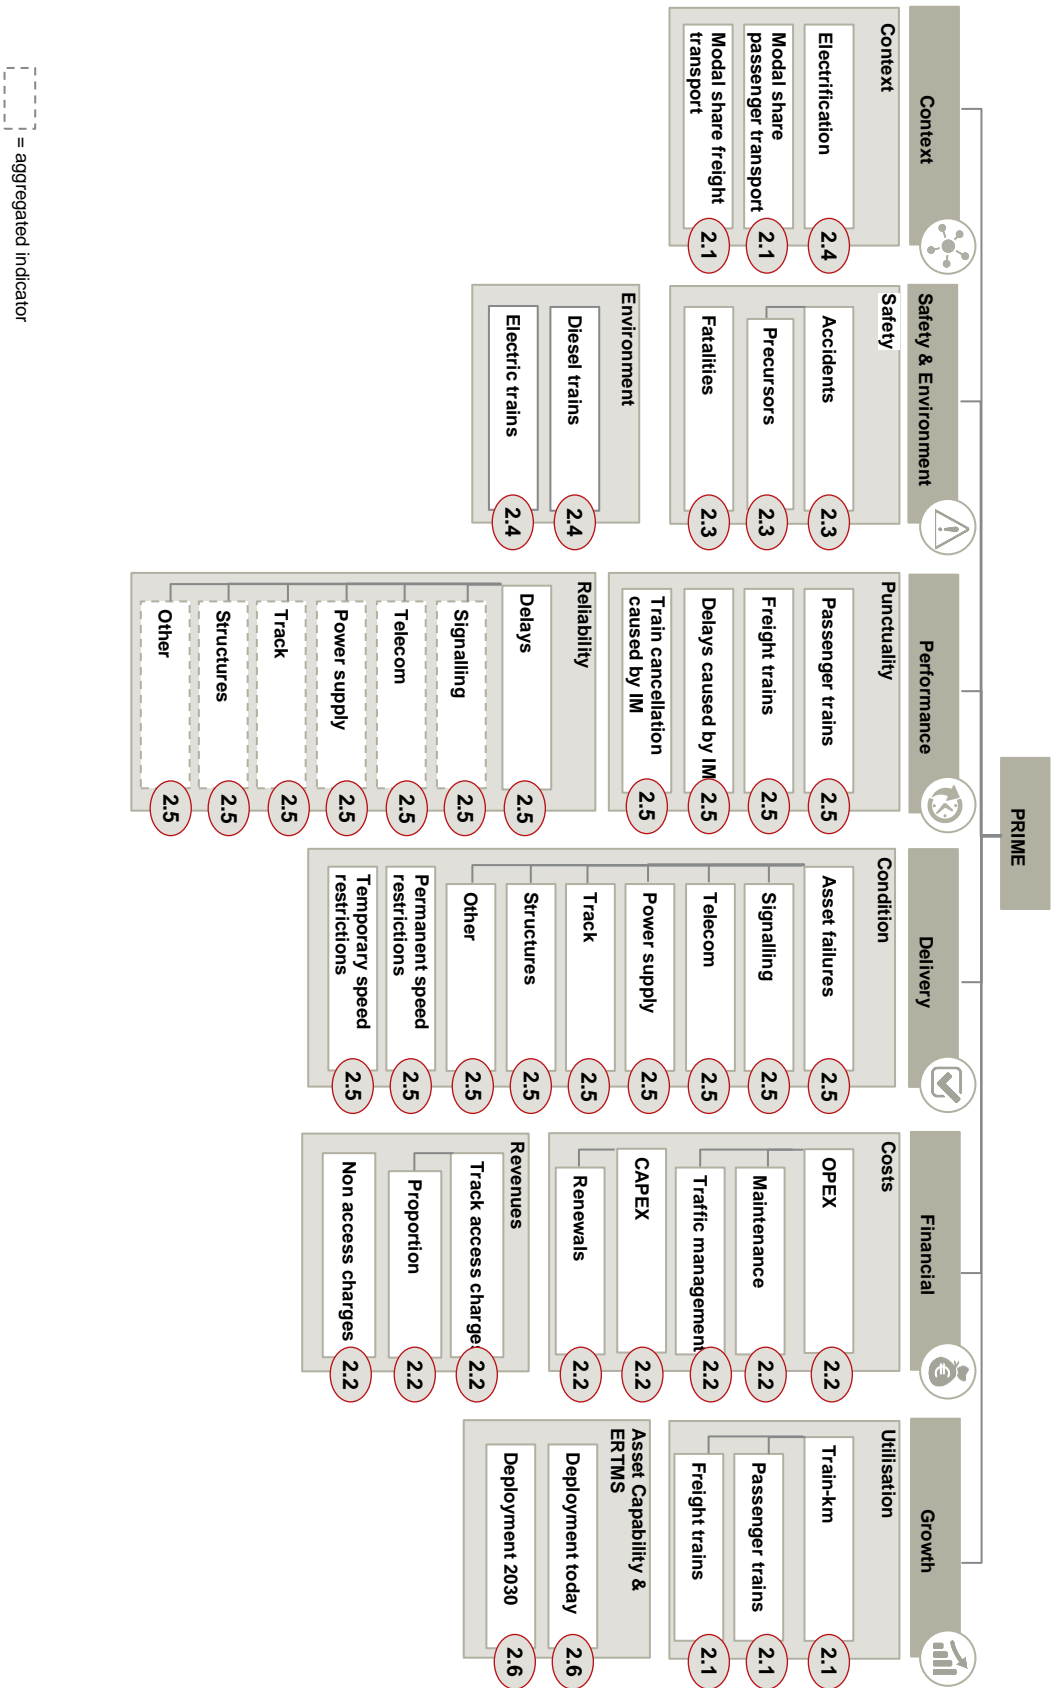 PRIME
Context
Context
Electrification
2.4
Modal share
passenger transport
2.1
Modal share freight
transport
2.1
Safety & Environment
Safety
Accidents
2.3
Precursors
2.3
Fatalities
2.3
Environment
Diesel trains
2.4
Electric trains
2.4
Performance
Punctuality
Passenger trains
2.5
Freight trains
2.5
Delays caused by IM
2.5
Train cancellation
caused by IM
2.5
Reliability
Delays
2.5
Signalling
2.5
Telecom
2.5
Power supply
2.5
Track
2.5
Structures
2.5
Other
2.5
Delivery
Condition
Asset failures
2.5
Signalling
2.5
Telecom
2.5
Power supply
2.5
Track
2.5
Structures
2.5
Other
2.5
Permanent speed
restrictions
2.5
Temporary speed
restrictions
2.5
Financial
Costs
OPEX
2.2
Maintenance
2.2
Traffic management
2.2
CAPEX
2.2
Renewals
2.2
Revenues
Track access charges
2.2
Proportion
2.2
Non access charges
2.2
Growth
Utilisation
Train-km
2.1
Passenger trains
2.1
Freight trains
2.1
Asset Capability &
ERTMS
Deployment today
2.6
Deployment 2030
2.6
= aggregated indicator